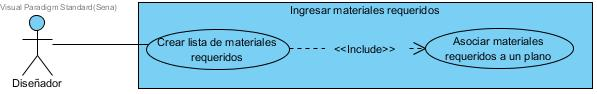 Visual Paradigm Standard(Sena)
Ingresar materiales requeridos
Crear lista de materiales
requeridos
<<Include>>
Asociar materiales
requeridos a un plano
Diseñador